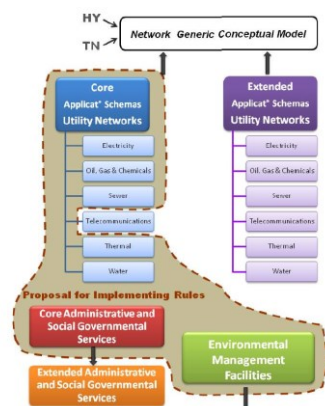 HY
TN
Network Generic Conceptual Model
Core
Applicat° Schemas
Utility Networks
Electricity
Oil, Gas & Chemicals
Sewer
Telecommunications
Thermal
Water
Extended
Applicat° Schemas
Utility Networks
Electricity
Oil, Gas & Chemicals
Sewer
Telecommunications
Thermal
Water
Proposal for Implementing Rules
Core Administrative and
Social Governmental
Services
Extended Administrative
and Social Governmental
Services
Environmental
Management
Facilities